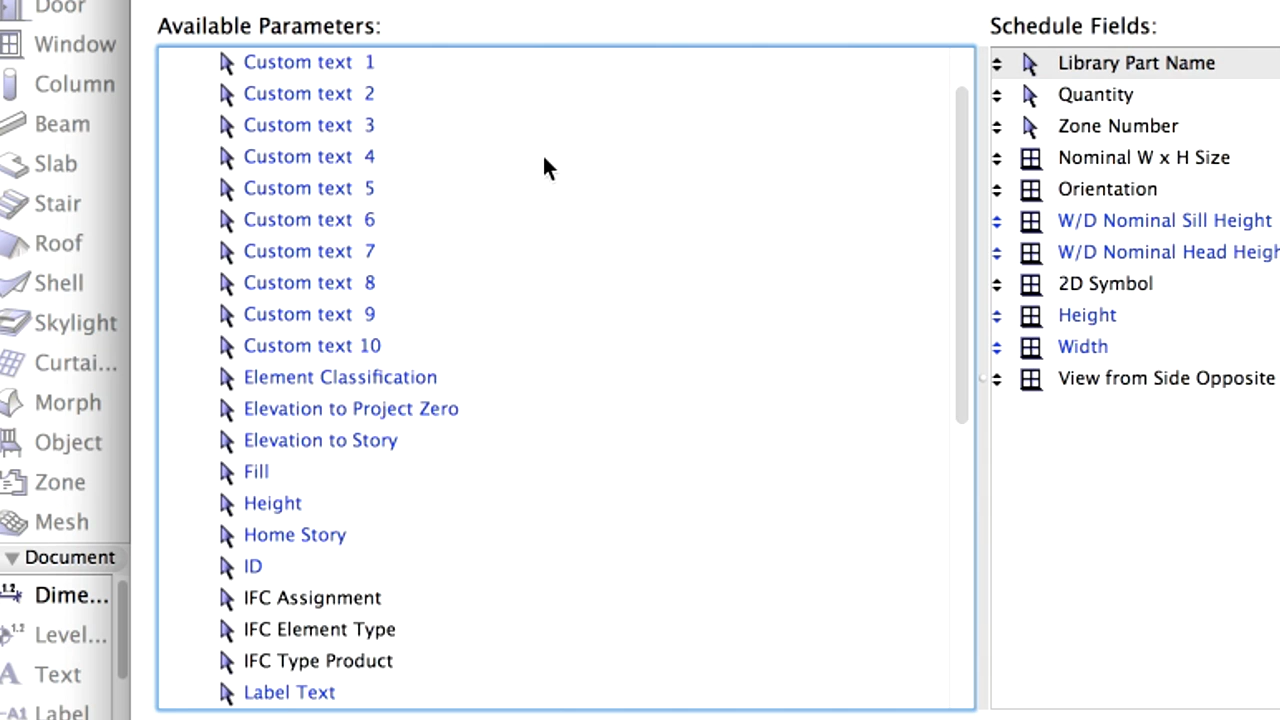 Door
Window
Column
Beam
Slab
Stair
Roof
Shell
Skylight
Curtai...
Morph
Object
Zone
Mesh
Document
Dime...
Level...
Text
Label
Available Parameters:
Custom text 1
Custom text 2
Custom text 3
Custom text 4
Custom text 5
Custom text 6
Custom text 7
Custom text 8
Custom text 9
Custom text 10
Element Classification
Elevation to Project Zero
Elevation to Story
Fill
Height
Home Story
ID
IFC Assignment
IFC Element Type
IFC Type Product
Label Text
Schedule Fields:
Library Part Name
Quantity
Zone Number
Nominal W x H Size
Orientation
W/D Nominal Sill Height
W/D Nominal Head Heigh
2D Symbol
Height
Width
View from Side Opposite